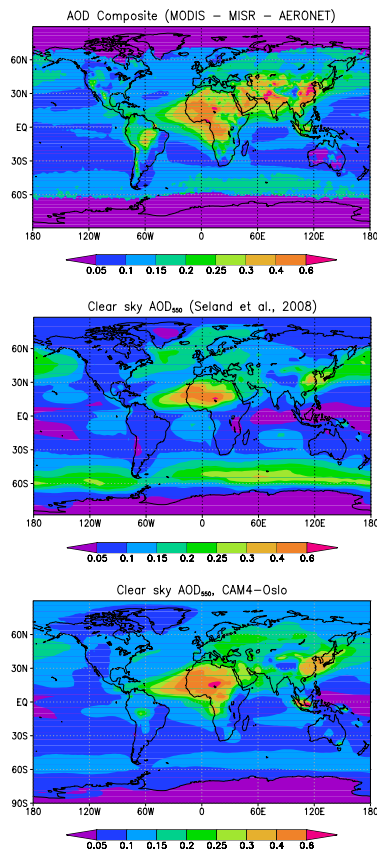 AOD Composite (MODIS – MISR – AERONET)
60N
30N
EQ
30S
60S
180 120W 60W 0 60E 120E 180
0.05 0.1 0.15 0.2 0.25 0.3 0.4 0.6
Clear sky AOD₅₅₀ (Seland et al., 2008)
60N
30N
EQ
30S
60S
180 120W 60W 0 60E 120E 180
0.05 0.1 0.15 0.2 0.25 0.3 0.4 0.6
Clear sky AOD₅₅₀, CAM4–Oslo
60N
30N
EQ
30S
60S
90S
180 120W 60W 0 60E 120E 180
0.05 0.1 0.15 0.2 0.25 0.3 0.4 0.6